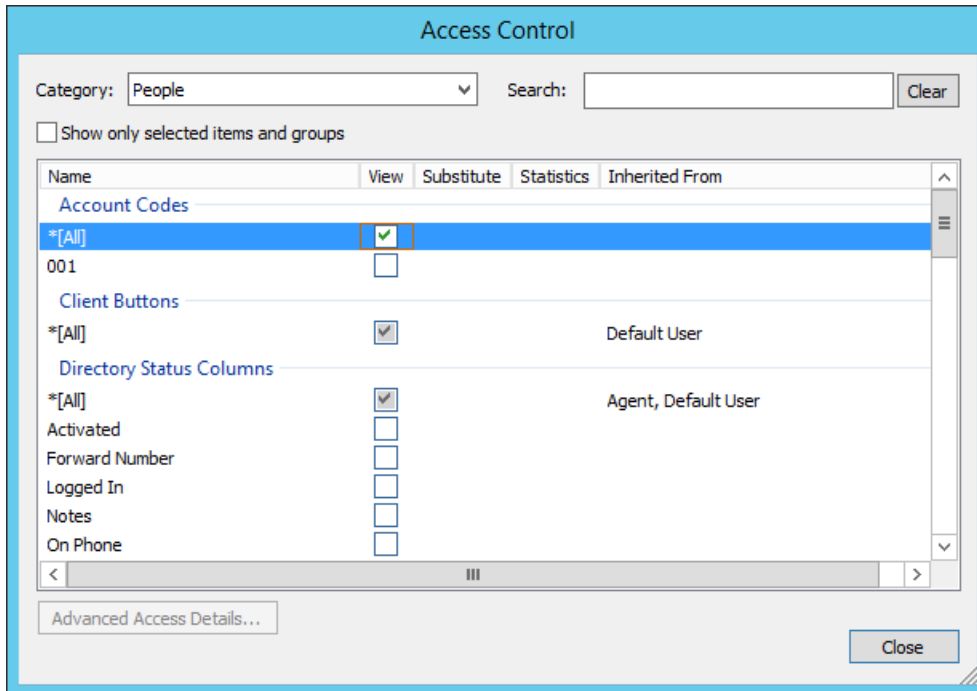 Access Control
Category: People Search: Clear
Show only selected items and groups
Name View Substitute Statistics Inherited From
Account Codes
*[All]
001
Client Buttons
*[All] Default User
Directory Status Columns
*[All] Agent, Default User
Activated
Forward Number
Logged In
Notes
On Phone
Advanced Access Details...
Close